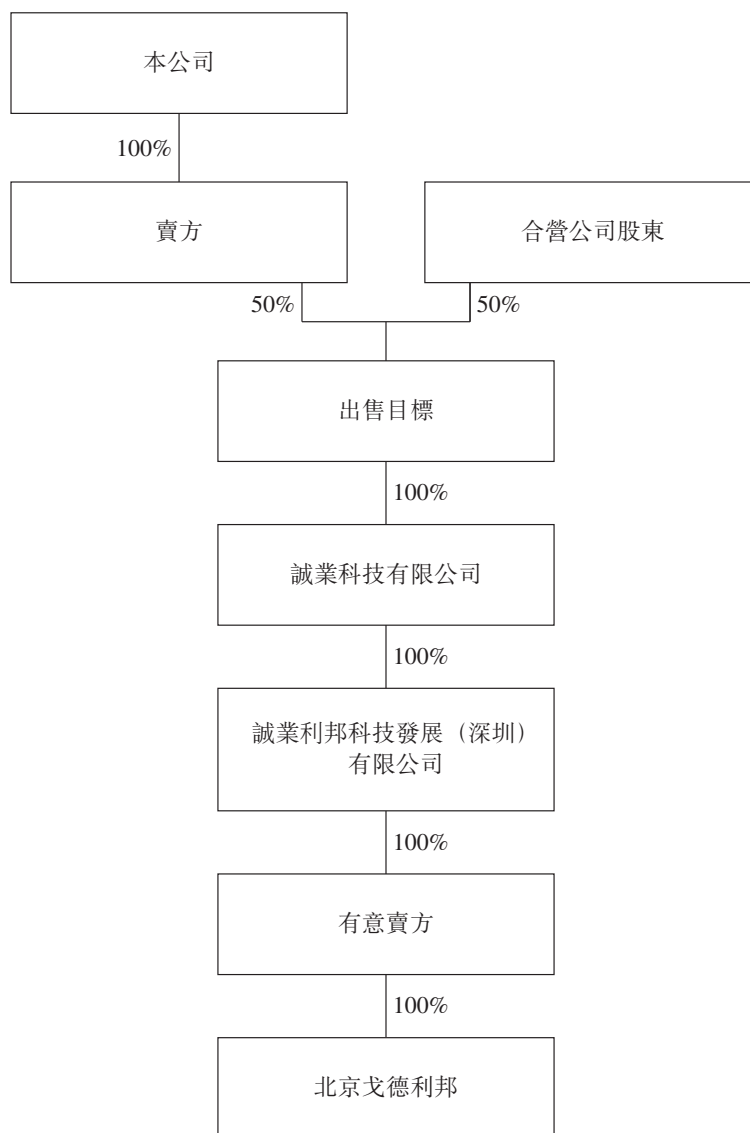 本公司
100%
賣方
合營公司股東
50%
50%
出售目標
100%
誠業科技有限公司
100%
誠業利邦科技發展（深圳）
有限公司
100%
有意賣方
100%
北京戈德利邦